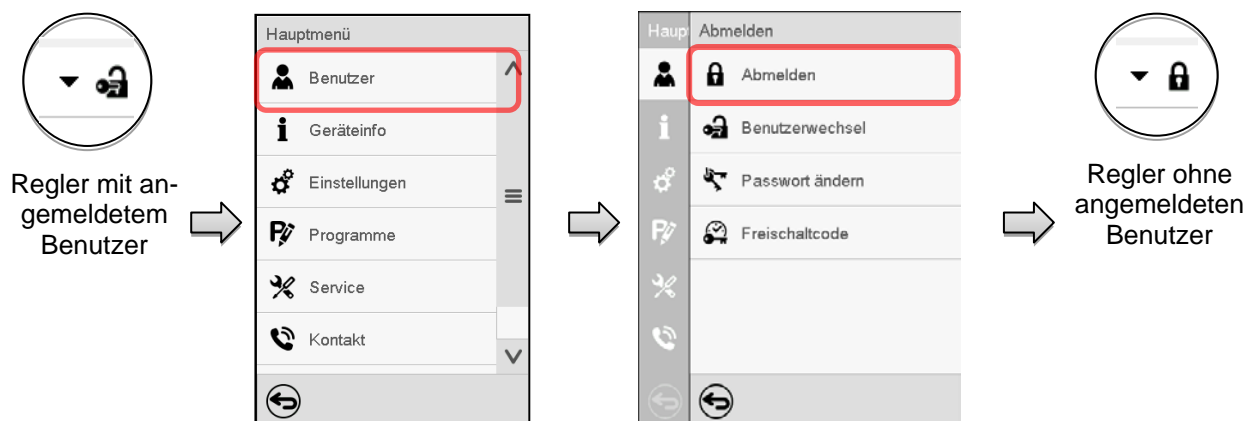 Regler mit an-
gemeldetem
Benutzer
Hauptmenü
Benutzer
Geräteinfo
Einstellungen
Programme
Service
Kontakt
Haup
Abmelden
Abmelden
Benutzerwechsel
Passwort ändern
Freischaltcode
Regler ohne
angemeldeten
Benutzer